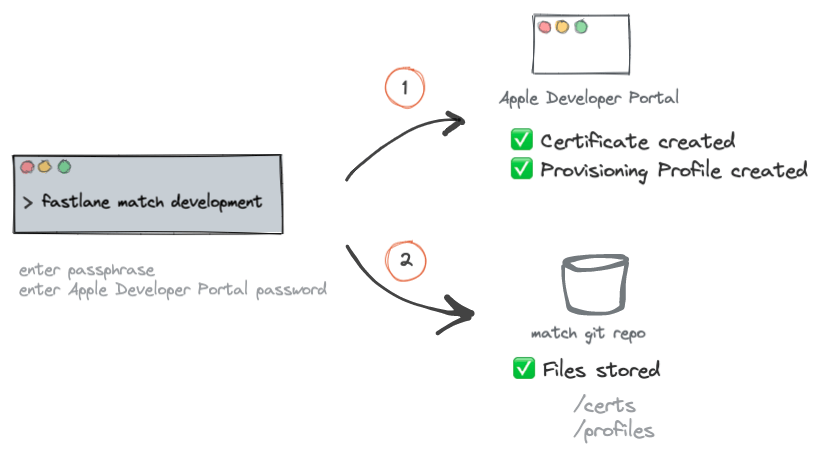 > fastlane match development
enter passphrase
enter Apple Developer Portal password
1
Apple Developer Portal
✅ Certificate created
✅ Provisioning Profile created
2
match git repo
✅ Files stored
/certs
/profiles